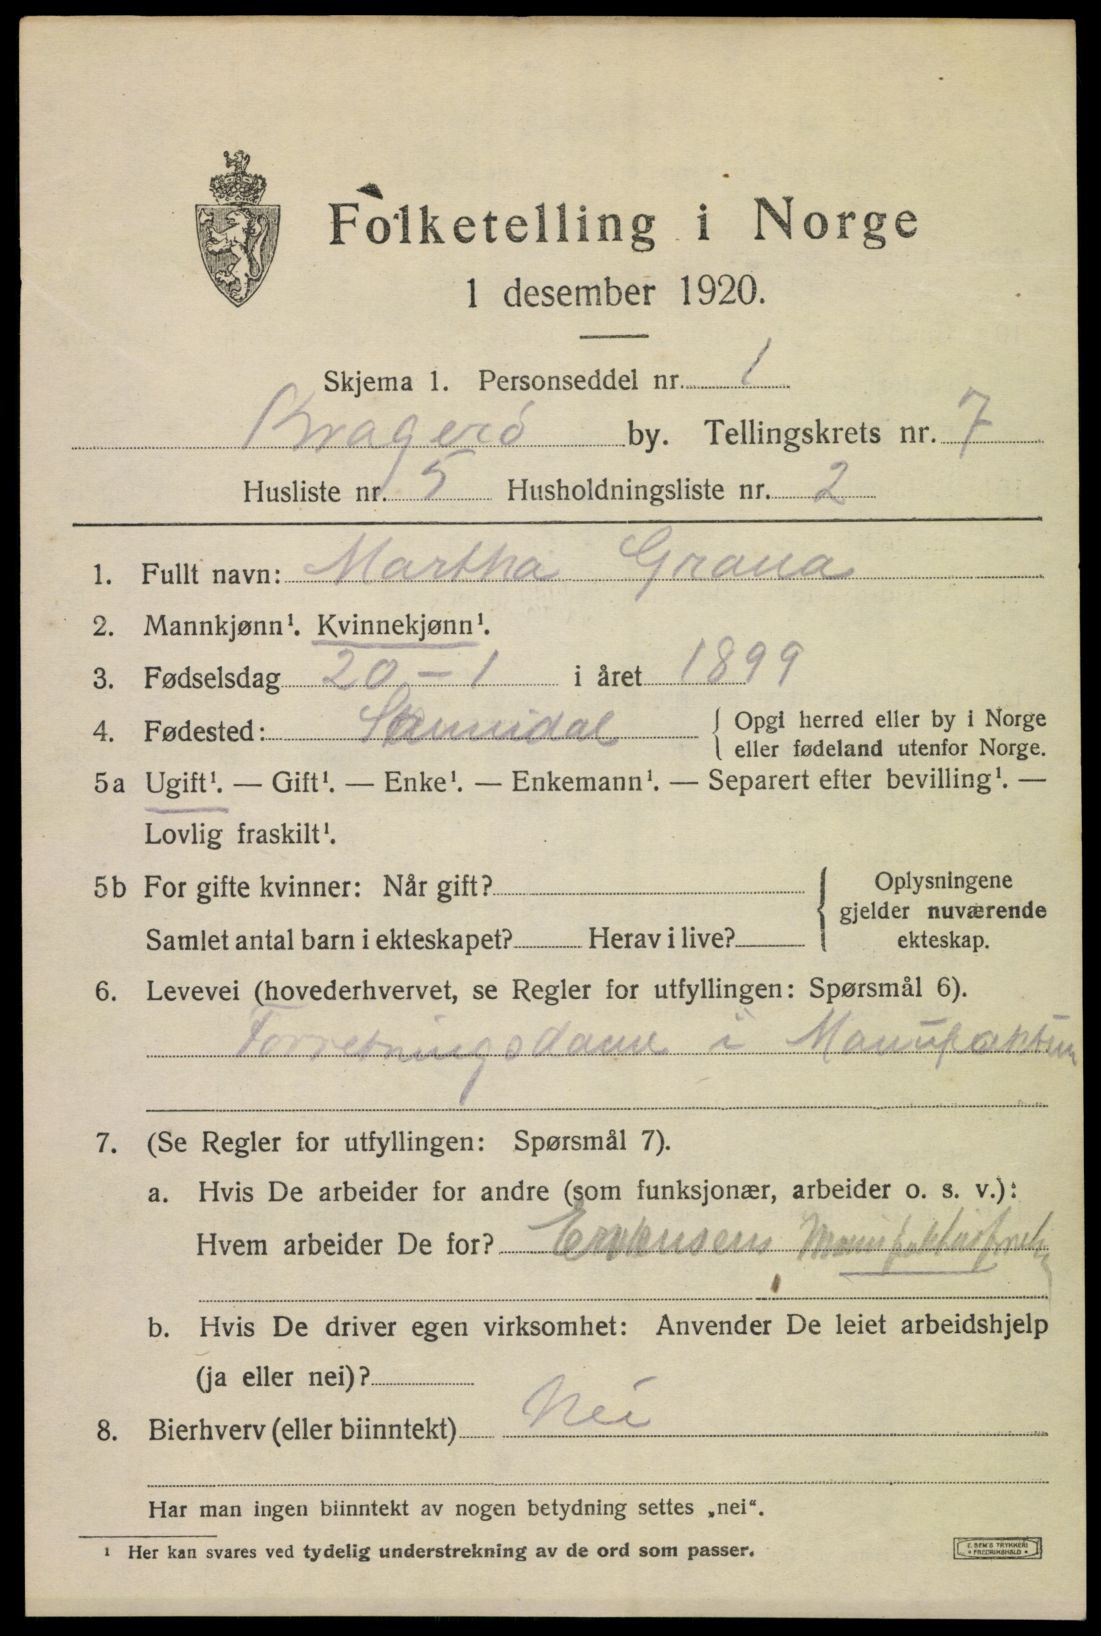 Folketelling i Norge
1 desember 1920.
Skjema 1. Personseddel nr. 1
Kragerö by. Tellingskrets nr. 7
Husliste nr. 5 Husholdningsliste nr. 2
1. Fullt navn: Martha Graua
2. Mannkjønn¹. Kvinnekjønn¹.
3. Fødselsdag 20 – 1 i året 1899
4. Fødested: Sannidal { Opgi herred eller by i Norge
eller fødeland utenfor Norge.
5a Ugift¹. — Gift¹. — Enke¹. — Enkemann¹. — Separert efter bevilling¹. —
Lovlig fraskilt¹.
5b For gifte kvinner: Når gift?
Samlet antal barn i ekteskapet? Herav i live?
{ Oplysningene
gjelder nuværende
ekteskap.
6. Levevei (hovederhvervet, se Regler for utfyllingen: Spørsmål 6).
Forretningsdame i Manufaktur
7. (Se Regler for utfyllingen: Spørsmål 7).
a. Hvis De arbeider for andre (som funksjonær, arbeider o. s. v.):
Hvem arbeider De for?
b. Hvis De driver egen virksomhet: Anvender De leiet arbeidshjelp
(ja eller nei)?
8. Bierhverv (eller biinntekt) Nei
Har man ingen biinntekt av nogen betydning settes „nei“.
¹ Her kan svares ved tydelig understrekning av de ord som passer.
E. SEM'S TRYKKERI
• FREDRIKSHALD •